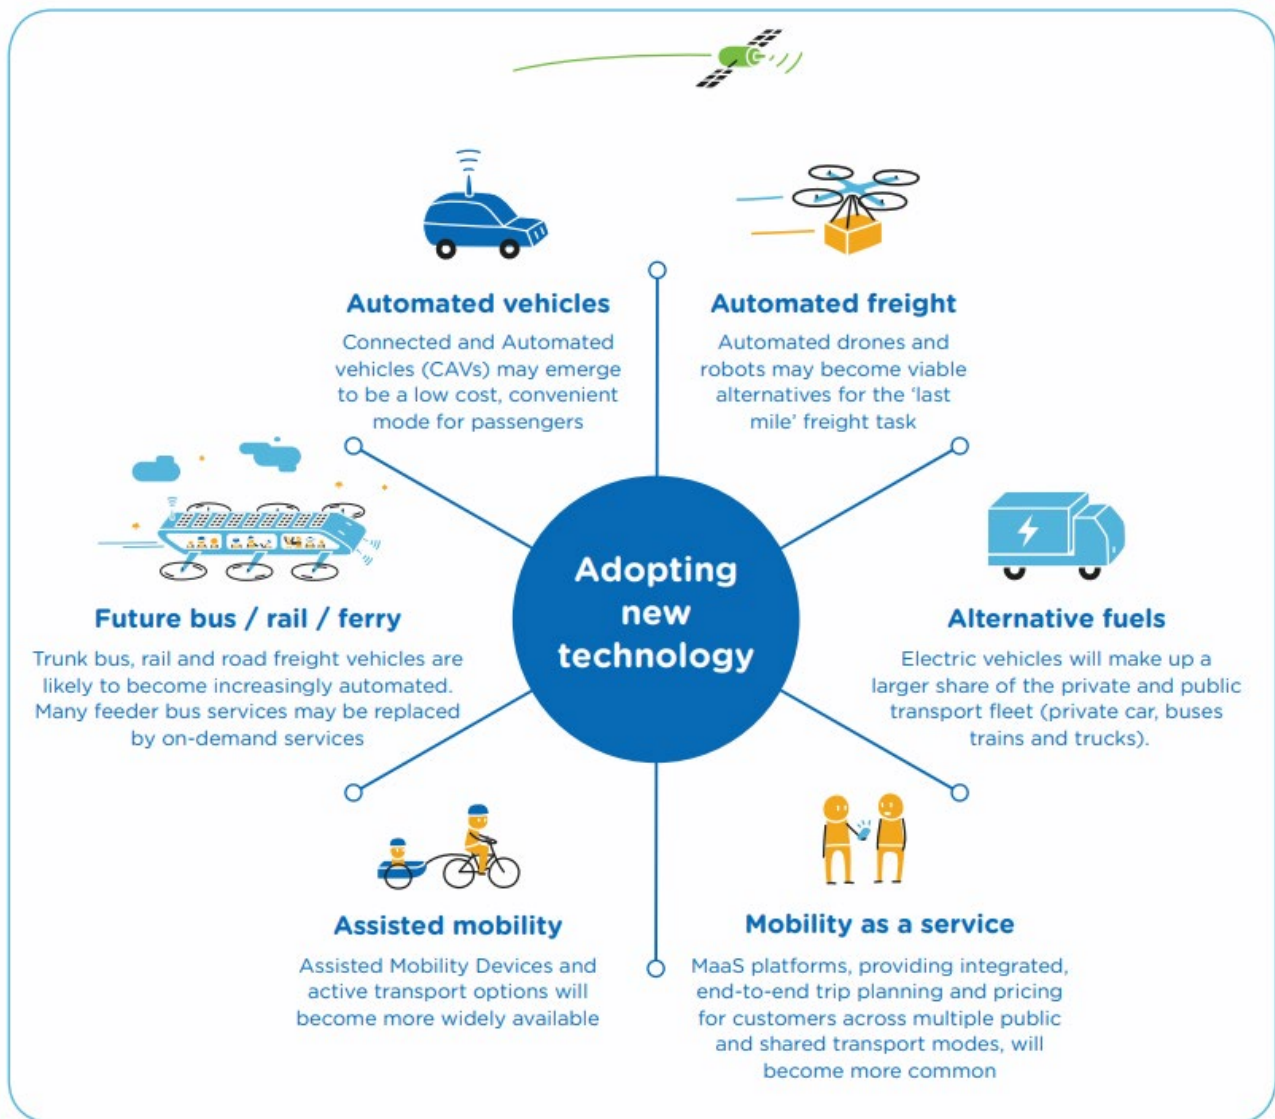 Automated vehicles
Connected and Automated
vehicles (CAVs) may emerge
to be a low cost, convenient
mode for passengers
Automated freight
Automated drones and
robots may become viable
alternatives for the ‘last
mile’ freight task
Future bus / rail / ferry
Trunk bus, rail and road freight vehicles are
likely to become increasingly automated.
Many feeder bus services may be replaced
by on-demand services
Adopting
new
technology
Alternative fuels
Electric vehicles will make up a
larger share of the private and public
transport fleet (private car, buses
trains and trucks).
Assisted mobility
Assisted Mobility Devices and
active transport options will
become more widely available
Mobility as a service
MaaS platforms, providing integrated,
end-to-end trip planning and pricing
for customers across multiple public
and shared transport modes, will
become more common